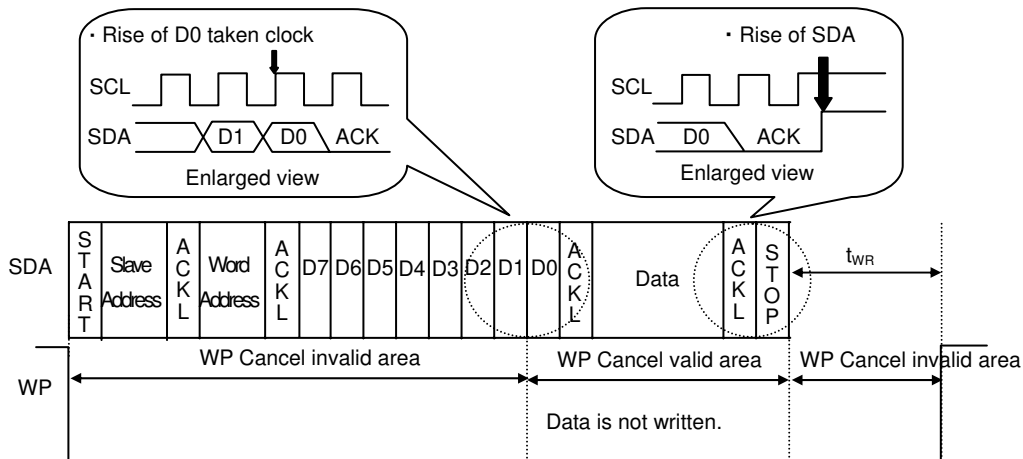 ・Rise of D0 taken clock
SCL
SDA
D1
D0
ACK
Enlarged view
・Rise of SDA
SCL
SDA
D0
ACK
Enlarged view
SDA
START
Slave
Address
ACKL
Word
Address
ACKL
D7
D6
D5
D4
D3
D2
D1
D0
ACKL
Data
ACKL
STOP
tWR
WP
WP Cancel invalid area
WP Cancel valid area
WP Cancel invalid area
Data is not written.